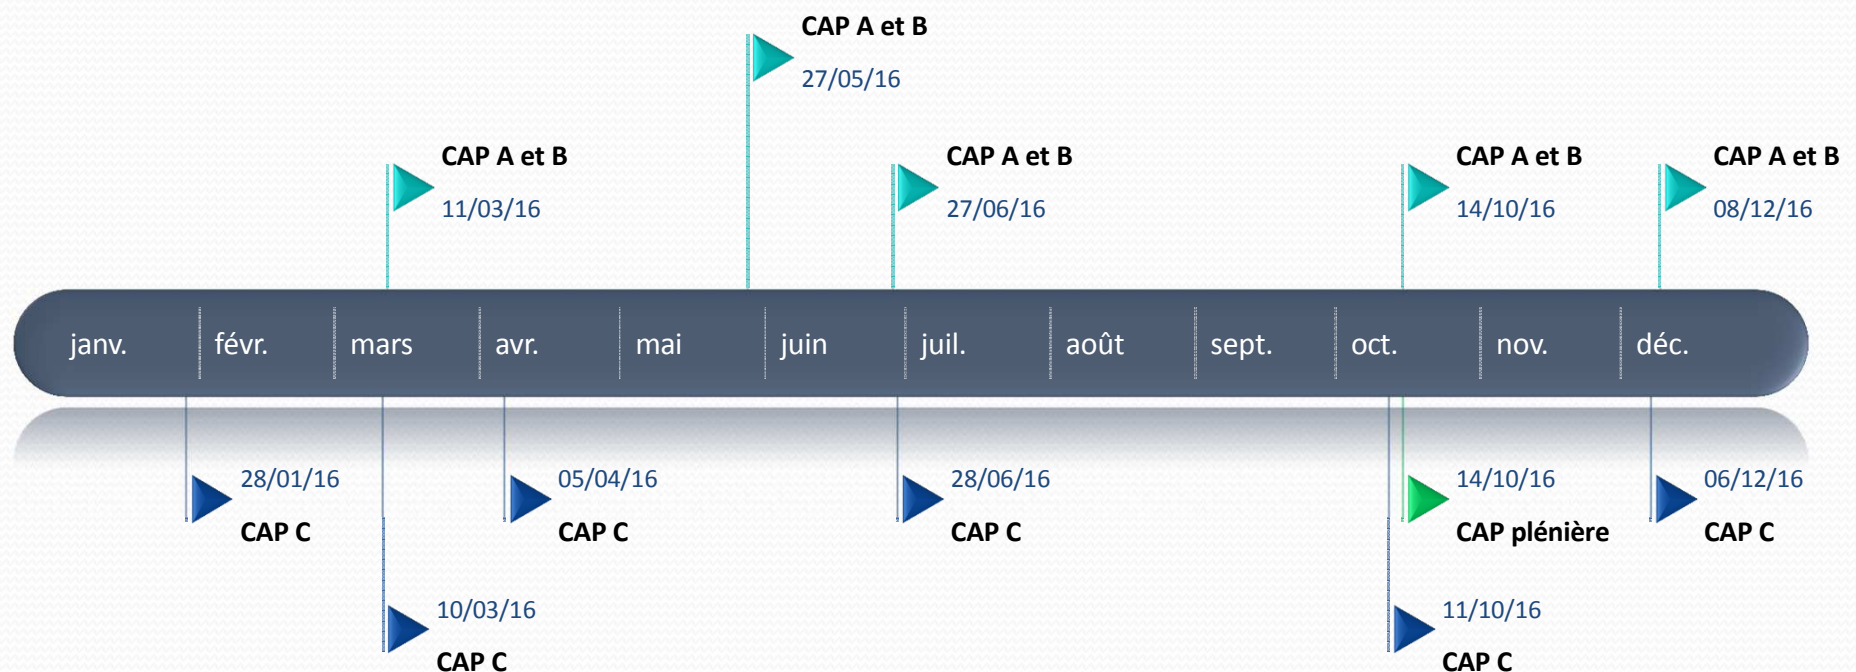 CAP A et B
27/05/16
CAP A et B
11/03/16
CAP A et B
27/06/16
CAP A et B
14/10/16
CAP A et B
08/12/16
janv. févr. mars avr. mai juin juil. août sept. oct. nov. déc.
28/01/16
CAP C
05/04/16
CAP C
28/06/16
CAP C
14/10/16
CAP plénière
06/12/16
CAP C
10/03/16
CAP C
11/10/16
CAP C